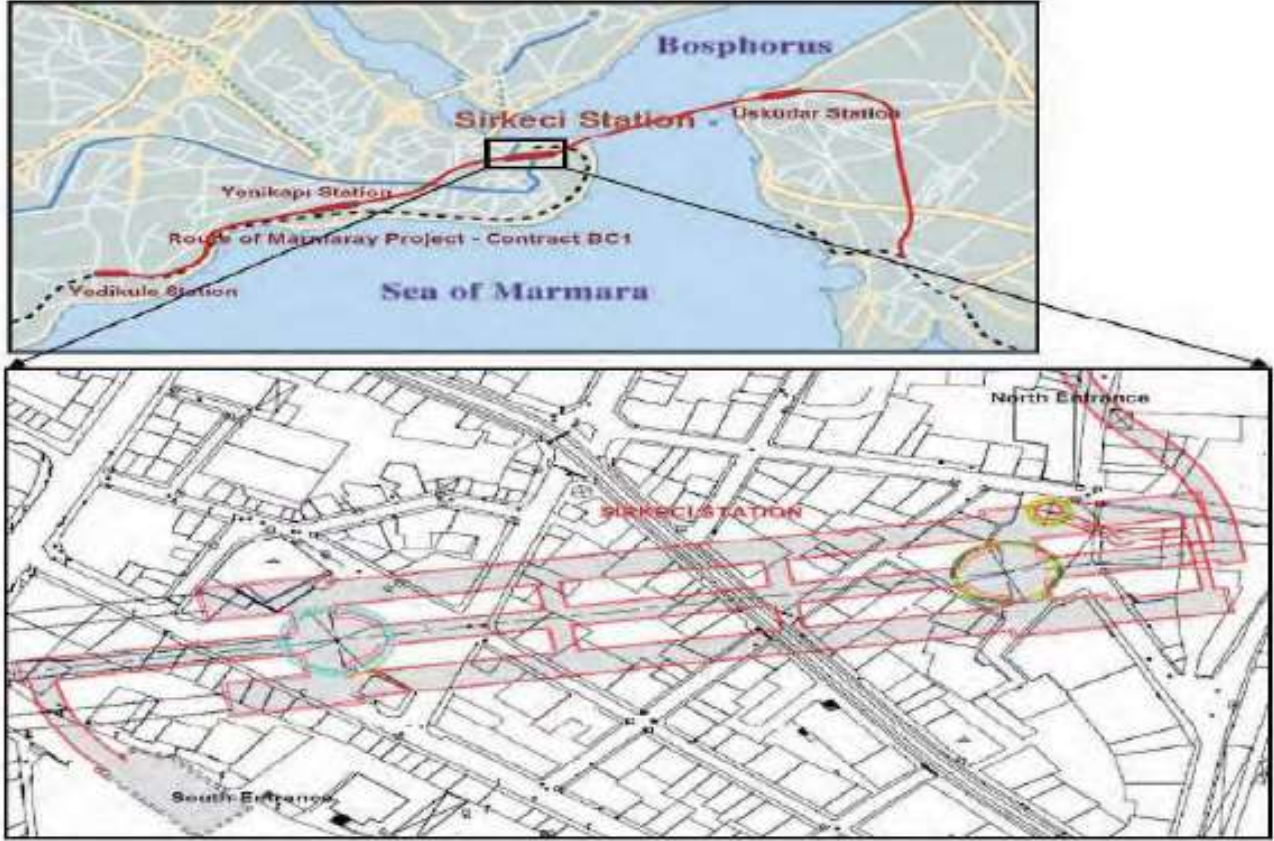 Bosphorus
Sirkeci Station -
Uskudar Station
Yenikapı Station
Route of Marmaray Project - Contract BC1
Yedikule Station
Sea of Marmara
North Entrance
SIRKECI STATION
South Entrance